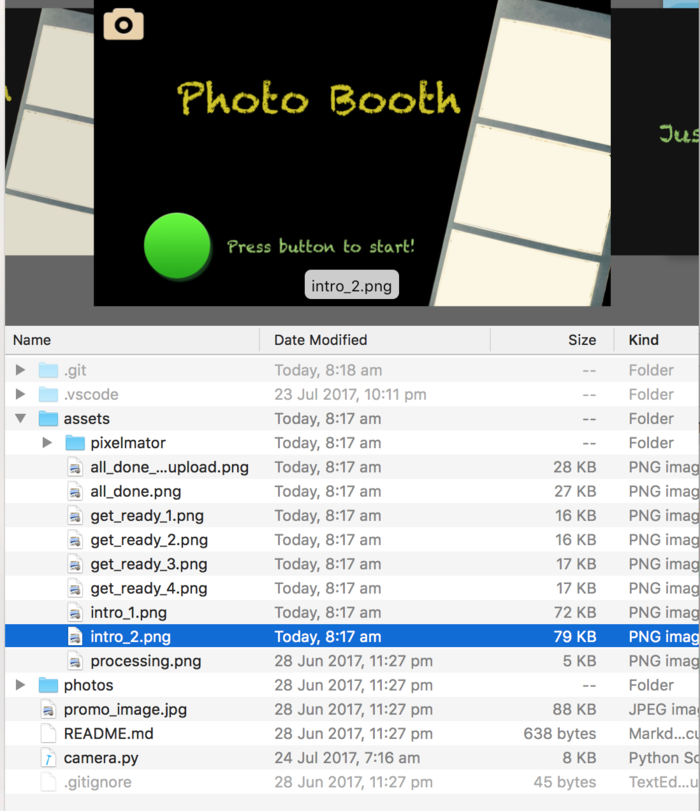 Photo Booth
Jus
Press button to start!
intro_2.png
Name Date Modified Size Kind
.git Today, 8:18 am -- Folder
.vscode 23 Jul 2017, 10:11 pm -- Folder
assets Today, 8:17 am -- Folder
pixelmator Today, 8:17 am -- Folder
all_done_...upload.png Today, 8:17 am 28 KB PNG imag
all_done.png Today, 8:17 am 27 KB PNG imag
get_ready_1.png Today, 8:17 am 16 KB PNG imag
get_ready_2.png Today, 8:17 am 16 KB PNG imag
get_ready_3.png Today, 8:17 am 17 KB PNG imag
get_ready_4.png Today, 8:17 am 17 KB PNG imag
intro_1.png Today, 8:17 am 72 KB PNG imag
intro_2.png Today, 8:17 am 79 KB PNG imag
processing.png 28 Jun 2017, 11:27 pm 5 KB PNG imag
photos 28 Jun 2017, 11:27 pm -- Folder
promo_image.jpg 28 Jun 2017, 11:27 pm 88 KB JPEG ima
README.md 28 Jun 2017, 11:27 pm 638 bytes Markd...cu
camera.py 24 Jul 2017, 7:16 am 8 KB Python Sc
.gitignore 28 Jun 2017, 11:27 pm 45 bytes TextEd...u